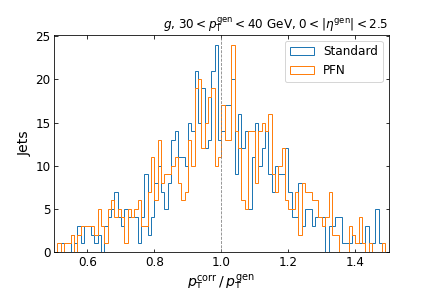 g, 30 < p_T^gen < 40 GeV, 0 < |η^gen| < 2.5
25
20
15
10
5
0
Jets
Standard
PFN
0.6 0.8 1.0 1.2 1.4
p_T^corr / p_T^gen